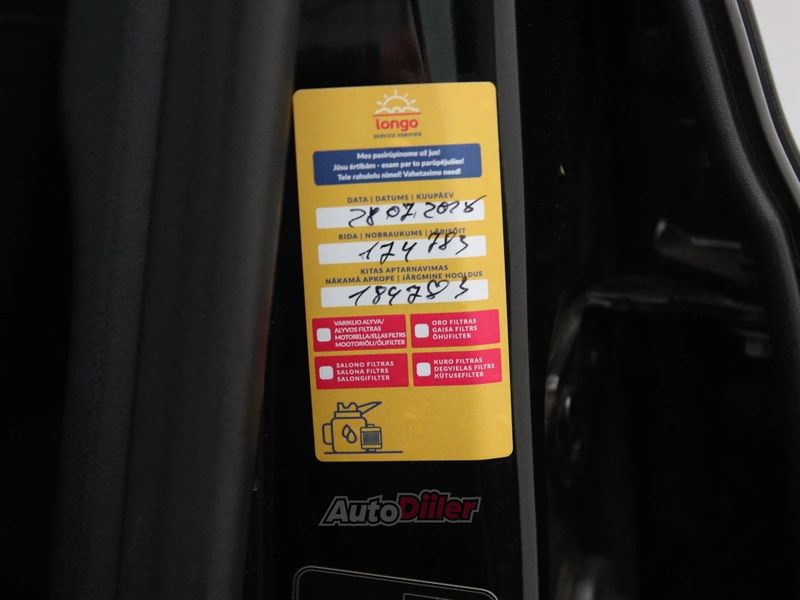 longo
SERVICE VERIFIED
Mes pasirūpinome už jus!
Jūsu ērtībām - esam par to parūpējušies!
Teie rahulolu nimel! Vahetasime need!
DATA | DATUMS | KUUPÄEV
28 07. 2025
RIDA | NOBRAUKUMS | LÄBISÕIT
174 783
KITAS APTARNAVIMAS
NĀKAMĀ APKOPE | JÄRGMINE HOOLDUS
184783
VARIKLIO ALYVA/
ALYVOS FILTRAS
MOTOREĻĻA/EĻĻAS FILTRS
MOOTORIÕLI/ÕLIFILTER
ORO FILTRAS
GAISA FILTRS
ÕHUFILTER
SALONO FILTRAS
SALONA FILTRS
SALONGIFILTER
KURO FILTRAS
DEGVIELAS FILTRS
KÜTUSEFILTER
AutoDiiler